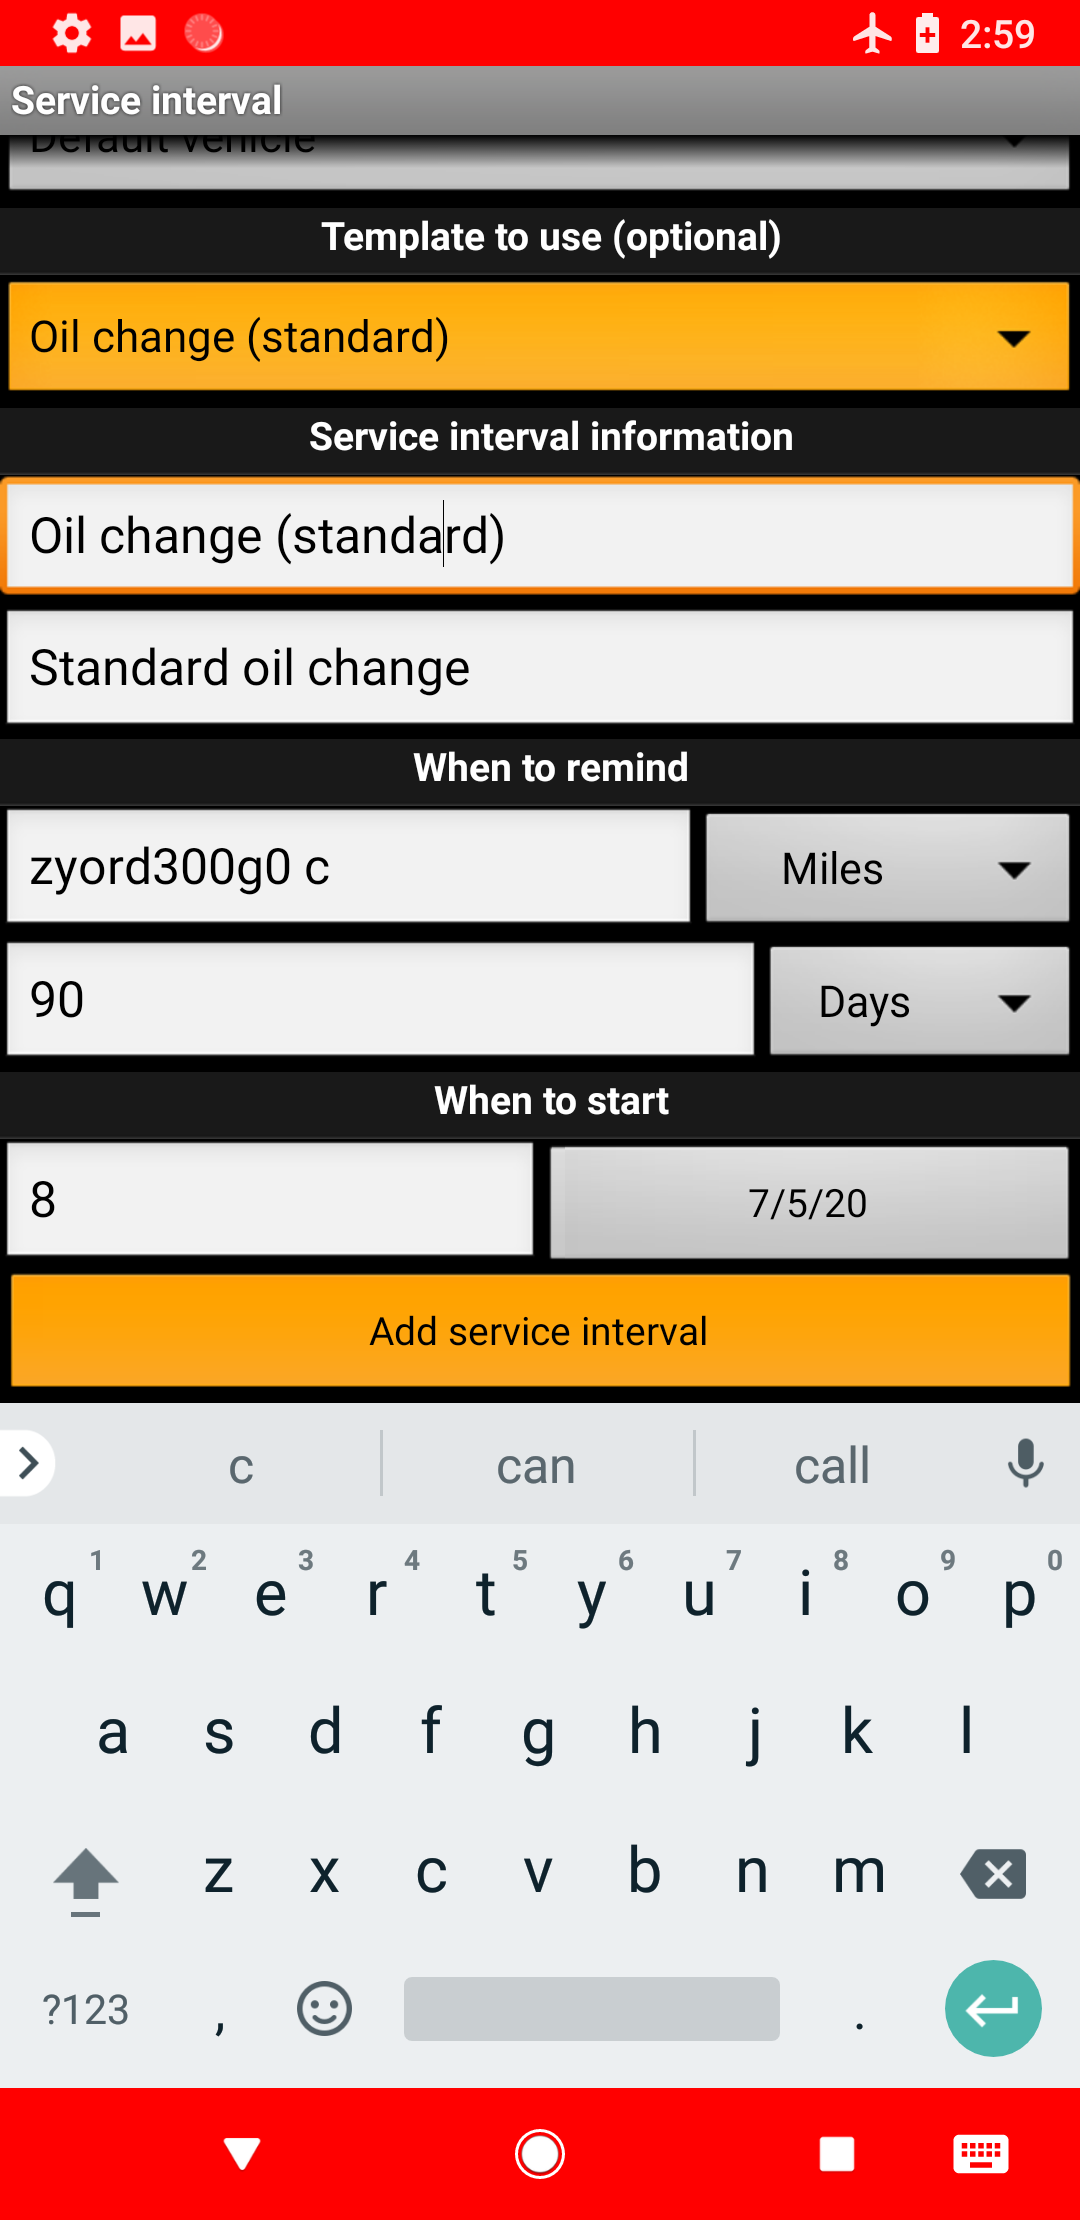 2:59
Service interval
Default vehicle
Template to use (optional)
Oil change (standard)
Service interval information
Oil change (standard)
Standard oil change
When to remind
zyord300g0 c
Miles
90
Days
When to start
8
7/5/20
Add service interval
c can call
1 2 3 4 5 6 7 8 9 0
q w e r t y u i o p
a s d f g h j k l
z x c v b n m
?123 , .